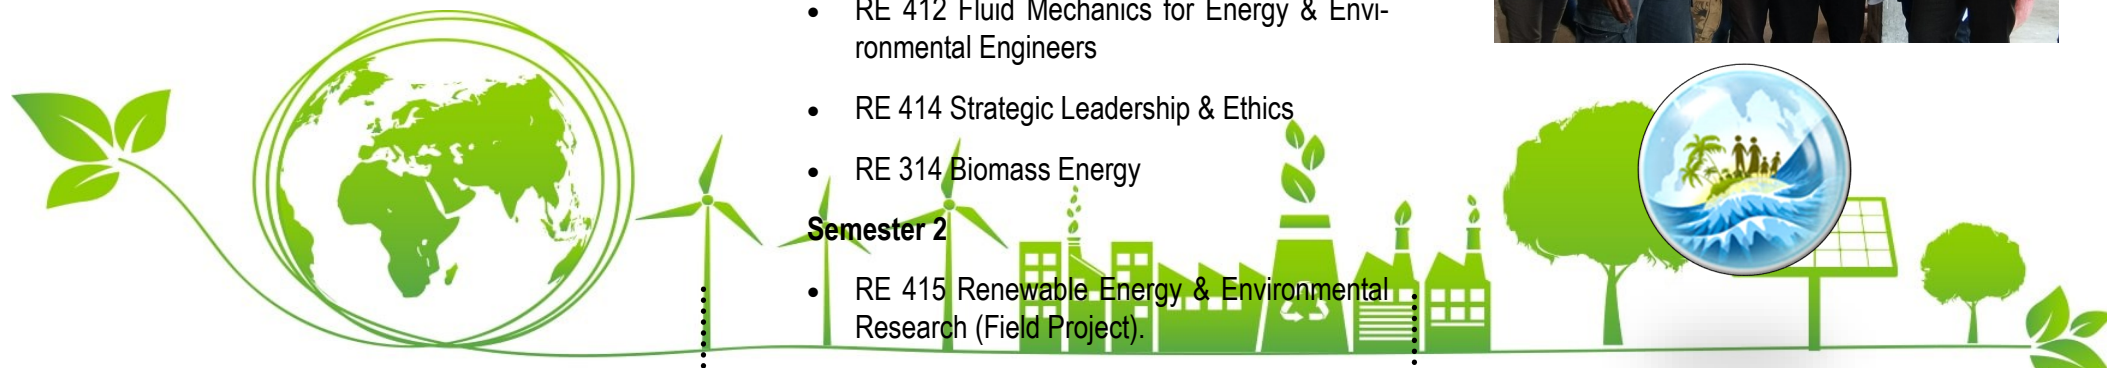 • RE 412 Fluid Mechanics for Energy & Envi-
ronmental Engineers
• RE 414 Strategic Leadership & Ethics
• RE 314 Biomass Energy
Semester 2
• RE 415 Renewable Energy & Environmental
Research (Field Project).